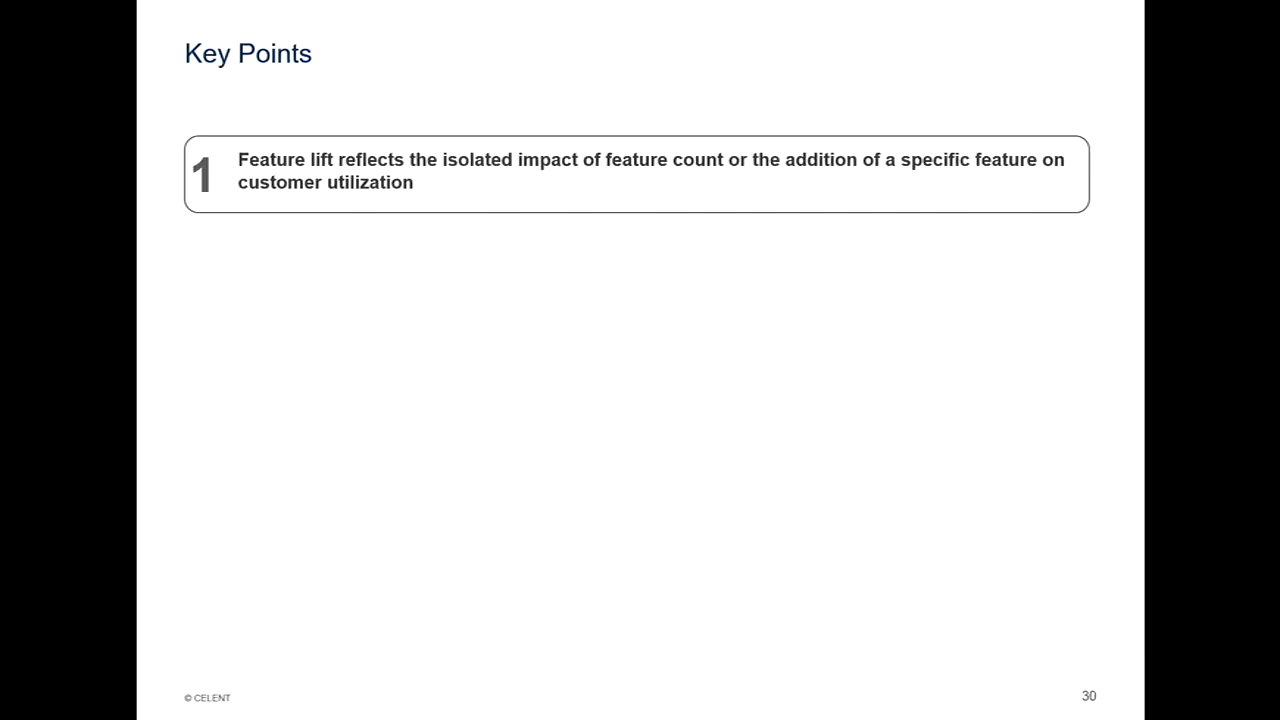 Key Points
1
Feature lift reflects the isolated impact of feature count or the addition of a specific feature on
customer utilization
© CELENT
30